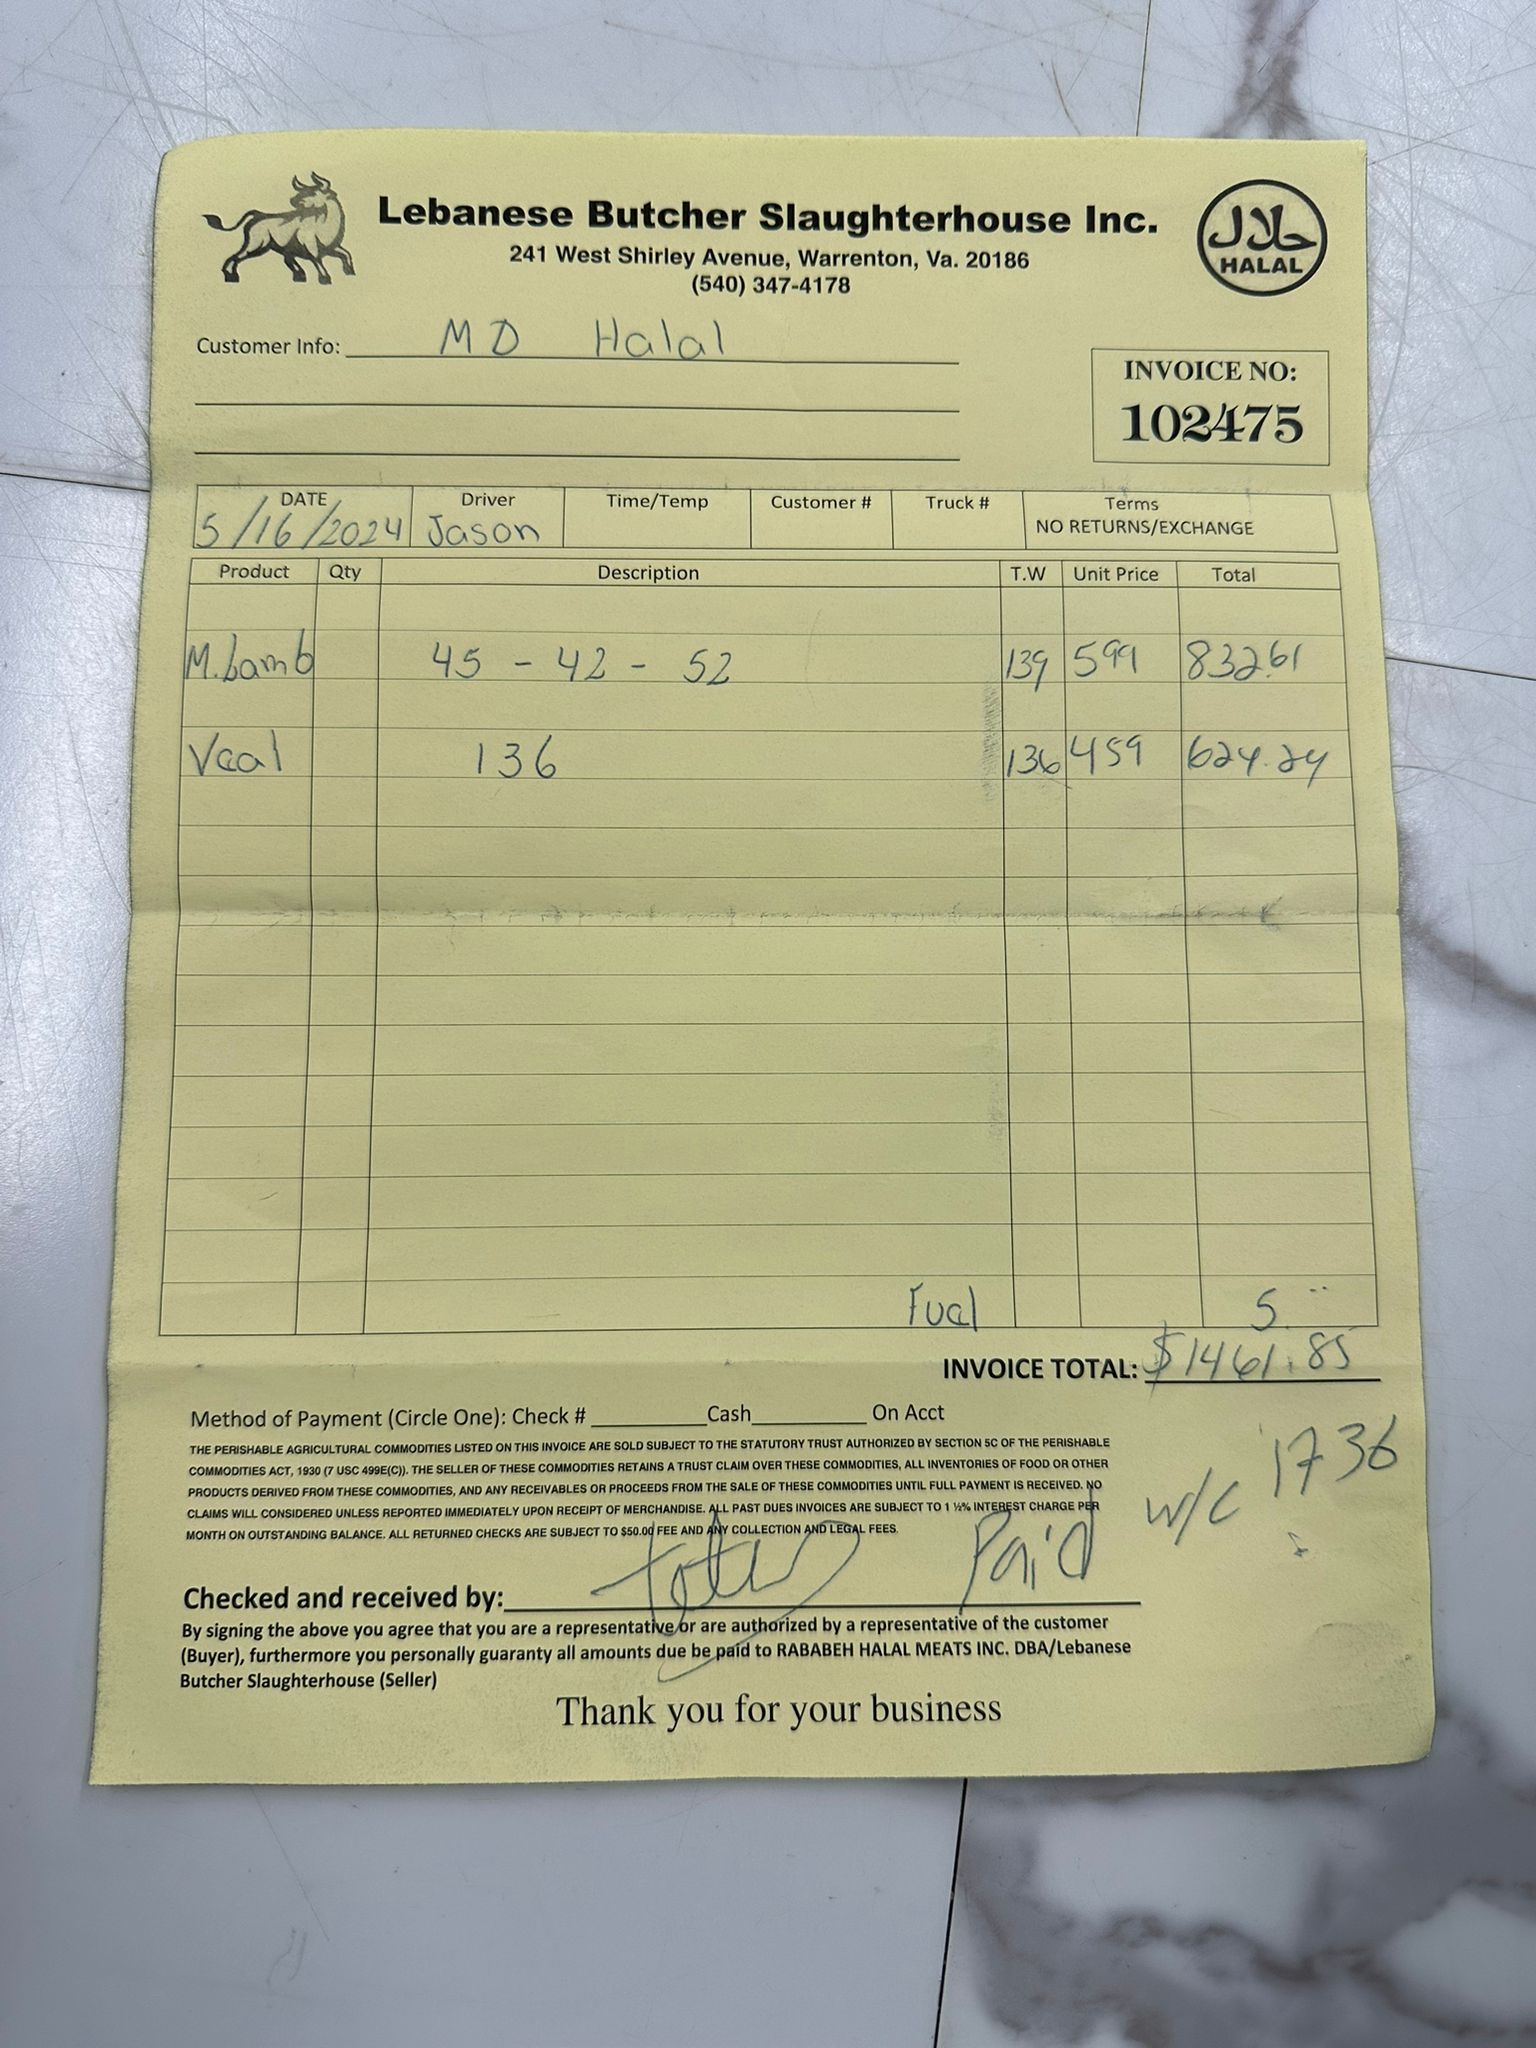 Lebanese Butcher Slaughterhouse Inc.
241 West Shirley Avenue, Warrenton, Va. 20186
(540) 347-4178
حلال
HALAL
Customer Info: MD Halal
INVOICE NO:
102475
DATE Driver Time/Temp Customer # Truck # Terms
5/16/2024 Jason NO RETURNS/EXCHANGE
Product Qty Description T.W Unit Price Total
M.Lamb 45 - 42 - 52 139 599 832.61
Veal 136 136 459 624.24
Fuel 5
INVOICE TOTAL: $1461.85
Method of Payment (Circle One): Check # Cash On Acct
THE PERISHABLE AGRICULTURAL COMMODITIES LISTED ON THIS INVOICE ARE SOLD SUBJECT TO THE STATUTORY TRUST AUTHORIZED BY SECTION 5C OF THE PERISHABLE
COMMODITIES ACT, 1930 (7 USC 499E(C)). THE SELLER OF THESE COMMODITIES RETAINS A TRUST CLAIM OVER THESE COMMODITIES, ALL INVENTORIES OF FOOD OR OTHER
PRODUCTS DERIVED FROM THESE COMMODITIES, AND ANY RECEIVABLES OR PROCEEDS FROM THE SALE OF THESE COMMODITIES UNTIL FULL PAYMENT IS RECEIVED. NO
CLAIMS WILL CONSIDERED UNLESS REPORTED IMMEDIATELY UPON RECEIPT OF MERCHANDISE. ALL PAST DUES INVOICES ARE SUBJECT TO 1 ½% INTEREST CHARGE PER
MONTH ON OUTSTANDING BALANCE. ALL RETURNED CHECKS ARE SUBJECT TO $50.00 FEE AND ANY COLLECTION AND LEGAL FEES.
Paid w/c 1736
Checked and received by:
By signing the above you agree that you are a representative or are authorized by a representative of the customer
(Buyer), furthermore you personally guaranty all amounts due be paid to RABABEH HALAL MEATS INC. DBA/Lebanese
Butcher Slaughterhouse (Seller)
Thank you for your business